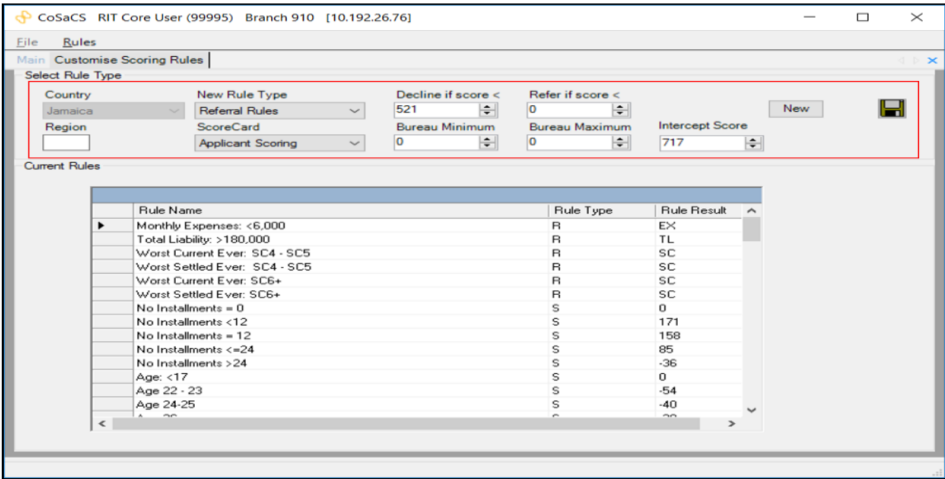 CoSaCS RIT Core User (99995) Branch 910 [10.192.26.76]
File Rules
Main Customise Scoring Rules
Select Rule Type
Country New Rule Type Decline if score < Refer if score <
Jamaica Referral Rules 521 0 New
Region ScoreCard Bureau Minimum Bureau Maximum Intercept Score
Applicant Scoring 0 0 717
Current Rules
Rule Name Rule Type Rule Result
Monthly Expenses: <6,000 R EX
Total Liability: >180,000 R TL
Worst Current Ever: SC4 - SC5 R SC
Worst Settled Ever: SC4 - SC5 R SC
Worst Current Ever: SC6+ R SC
Worst Settled Ever: SC6+ R SC
No Installments = 0 S 0
No Installments <12 S 171
No Installments = 12 S 158
No Installments <=24 S 85
No Installments >24 S -36
Age: <17 S 0
Age 22 - 23 S -54
Age 24-25 S -40